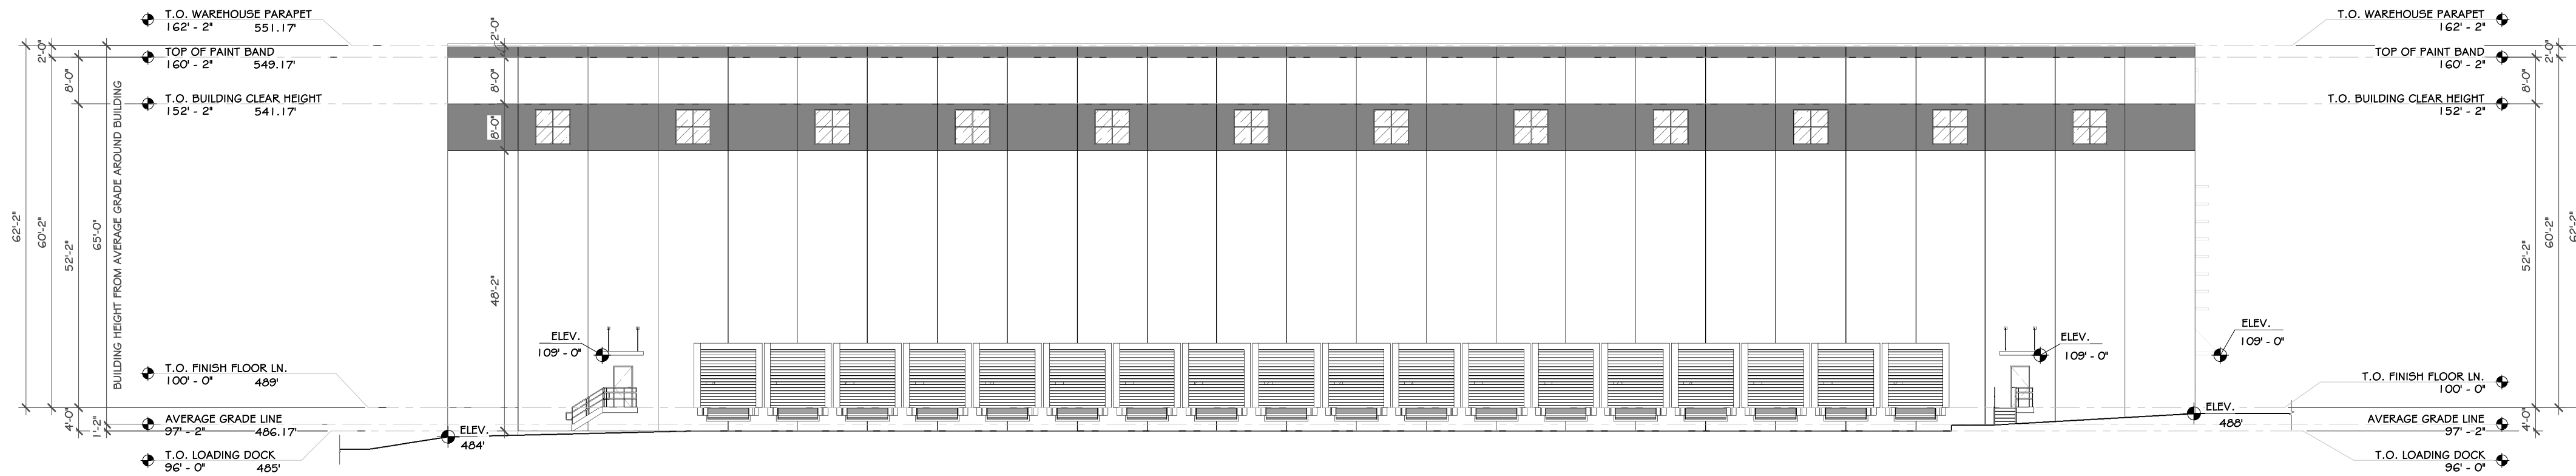 T.O. WAREHOUSE PARAPET
162' - 2" 551.17'
TOP OF PAINT BAND
160' - 2" 549.17'
T.O. BUILDING CLEAR HEIGHT
152' - 2" 541.17'
T.O. FINISH FLOOR LN.
100' - 0" 489'
AVERAGE GRADE LINE
97' - 2" 486.17'
T.O. LOADING DOCK
96' - 0" 485'
62'-2"
2'-0"
60'-2"
8'-0"
52'-2"
4'-0"
65'-0"
1'-2"
BUILDING HEIGHT FROM AVERAGE GRADE AROUND BUILDING
2'-0"
8'-0"
8'-0"
48'-2"
ELEV.
484'
ELEV.
109' - 0"
ELEV.
109' - 0"
ELEV.
109' - 0"
ELEV.
488'
T.O. WAREHOUSE PARAPET
162' - 2"
TOP OF PAINT BAND
160' - 2"
T.O. BUILDING CLEAR HEIGHT
152' - 2"
T.O. FINISH FLOOR LN.
100' - 0"
AVERAGE GRADE LINE
97' - 2"
T.O. LOADING DOCK
96' - 0"
8'-0"
52'-2"
4'-0"
2'-0"
60'-2"
62'-2"